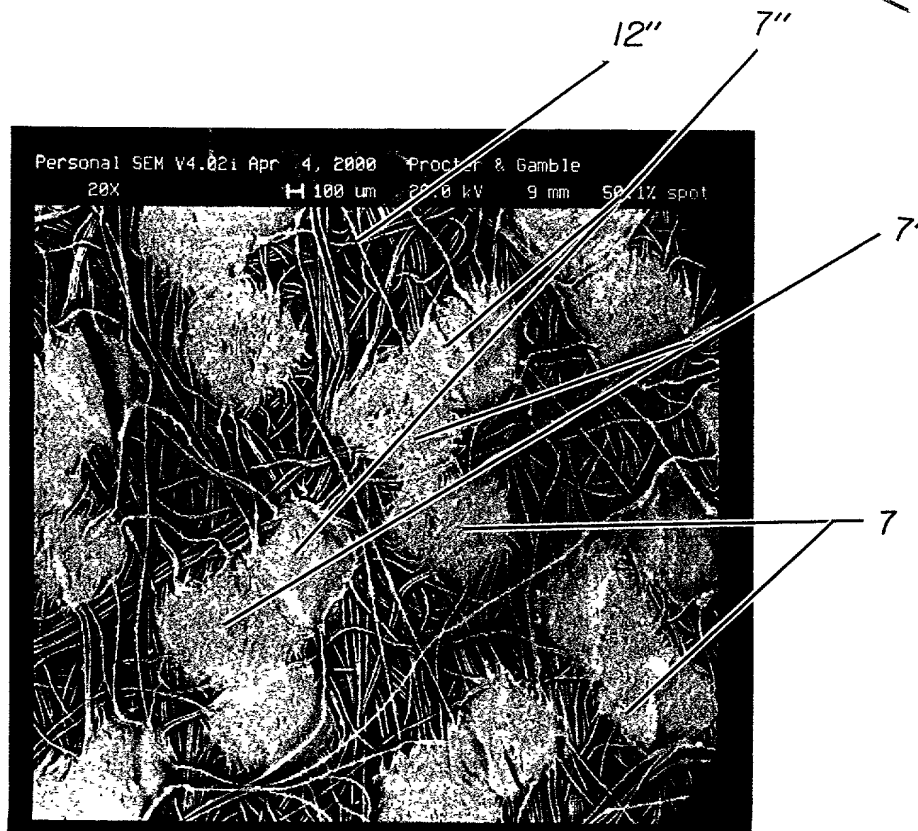 12"
7"
Personal SEM V4.02i Apr 4, 2000 Procter & Gamble
20X 100 um 20.0 kV 9 mm 50.1% spot
7'
7